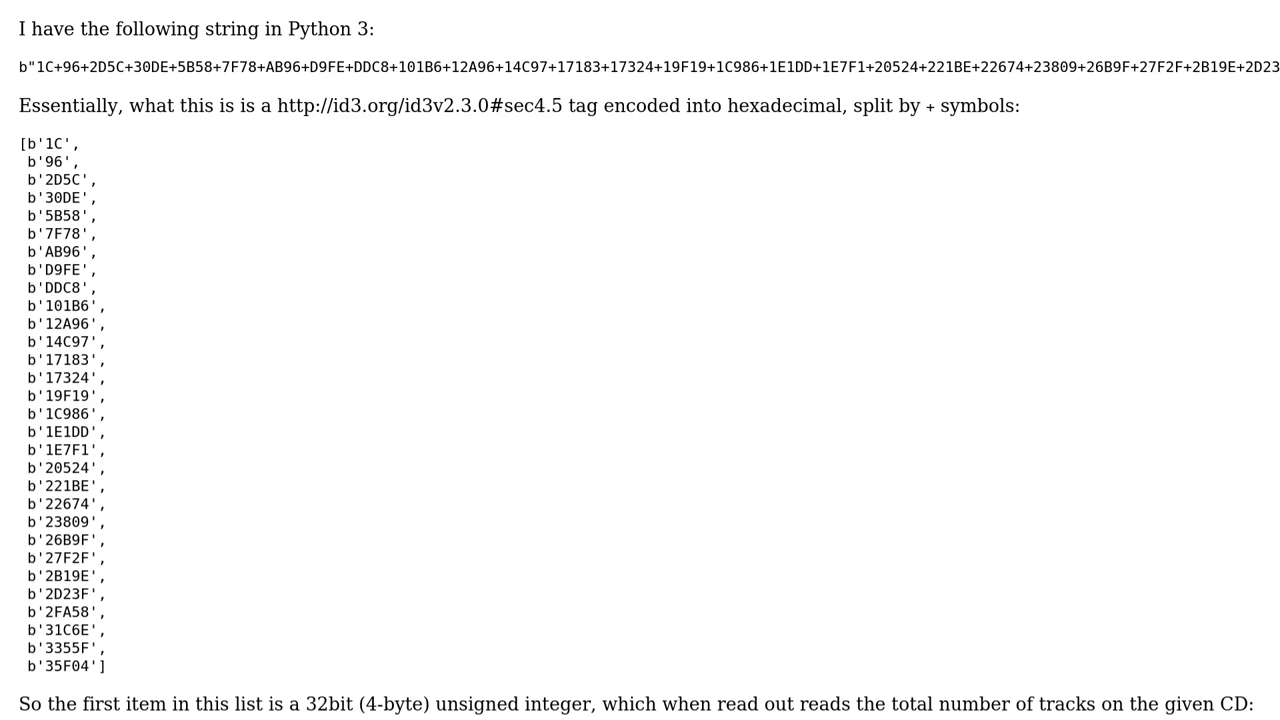 I have the following string in Python 3:
b"1C+96+2D5C+30DE+5B58+7F78+AB96+D9FE+DDC8+101B6+12A96+14C97+17183+17324+19F19+1C986+1E1DD+1E7F1+20524+221BE+22674+23809+26B9F+27F2F+2B19E+2D23
Essentially, what this is is a http://id3.org/id3v2.3.0#sec4.5 tag encoded into hexadecimal, split by + symbols:
[b'1C',
b'96',
b'2D5C',
b'30DE',
b'5B58',
b'7F78',
b'AB96',
b'D9FE',
b'DDC8',
b'101B6',
b'12A96',
b'14C97',
b'17183',
b'17324',
b'19F19',
b'1C986',
b'1E1DD',
b'1E7F1',
b'20524',
b'221BE',
b'22674',
b'23809',
b'26B9F',
b'27F2F',
b'2B19E',
b'2D23F',
b'2FA58',
b'31C6E',
b'3355F',
b'35F04']
So the first item in this list is a 32bit (4-byte) unsigned integer, which when read out reads the total number of tracks on the given CD: